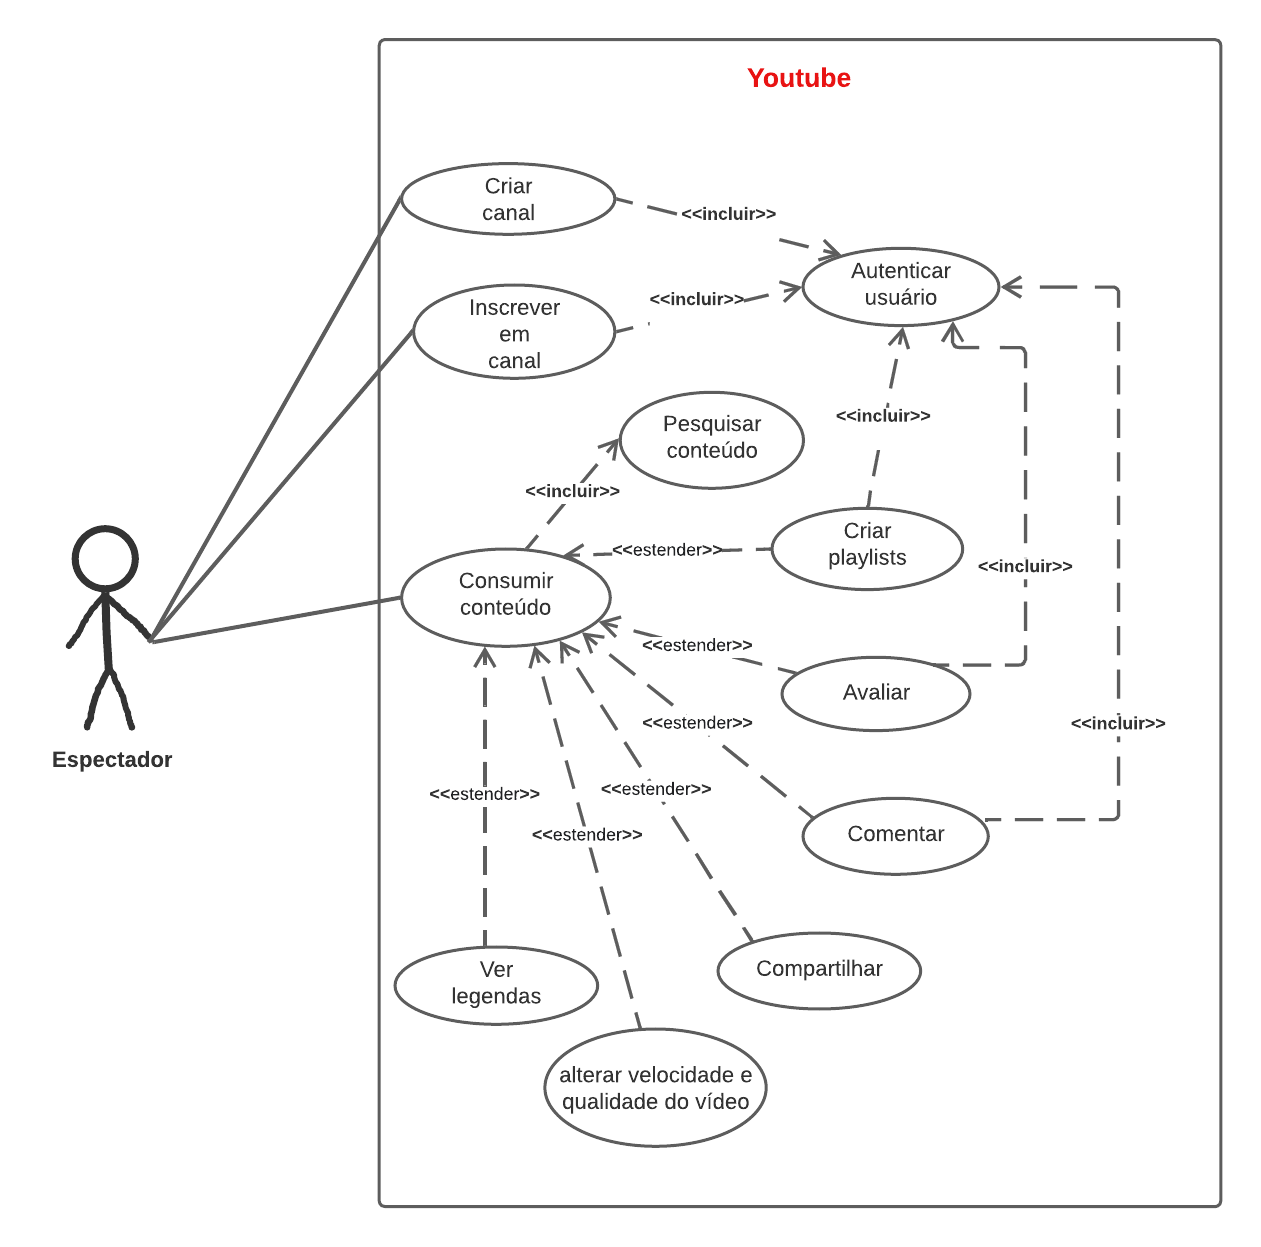 Youtube
Criar
canal
<<incluir>>
Autenticar
usuário
<<incluir>>
Inscrever
em
canal
Pesquisar
conteúdo
<<incluir>>
<<incluir>>
Criar
playlists
<<estender>>
<<incluir>>
Consumir
conteúdo
<<estender>>
Avaliar
<<estender>>
<<incluir>>
Espectador
<<estender>>
<<estender>>
<<estender>>
Comentar
Ver
legendas
Compartilhar
alterar velocidade e
qualidade do vídeo